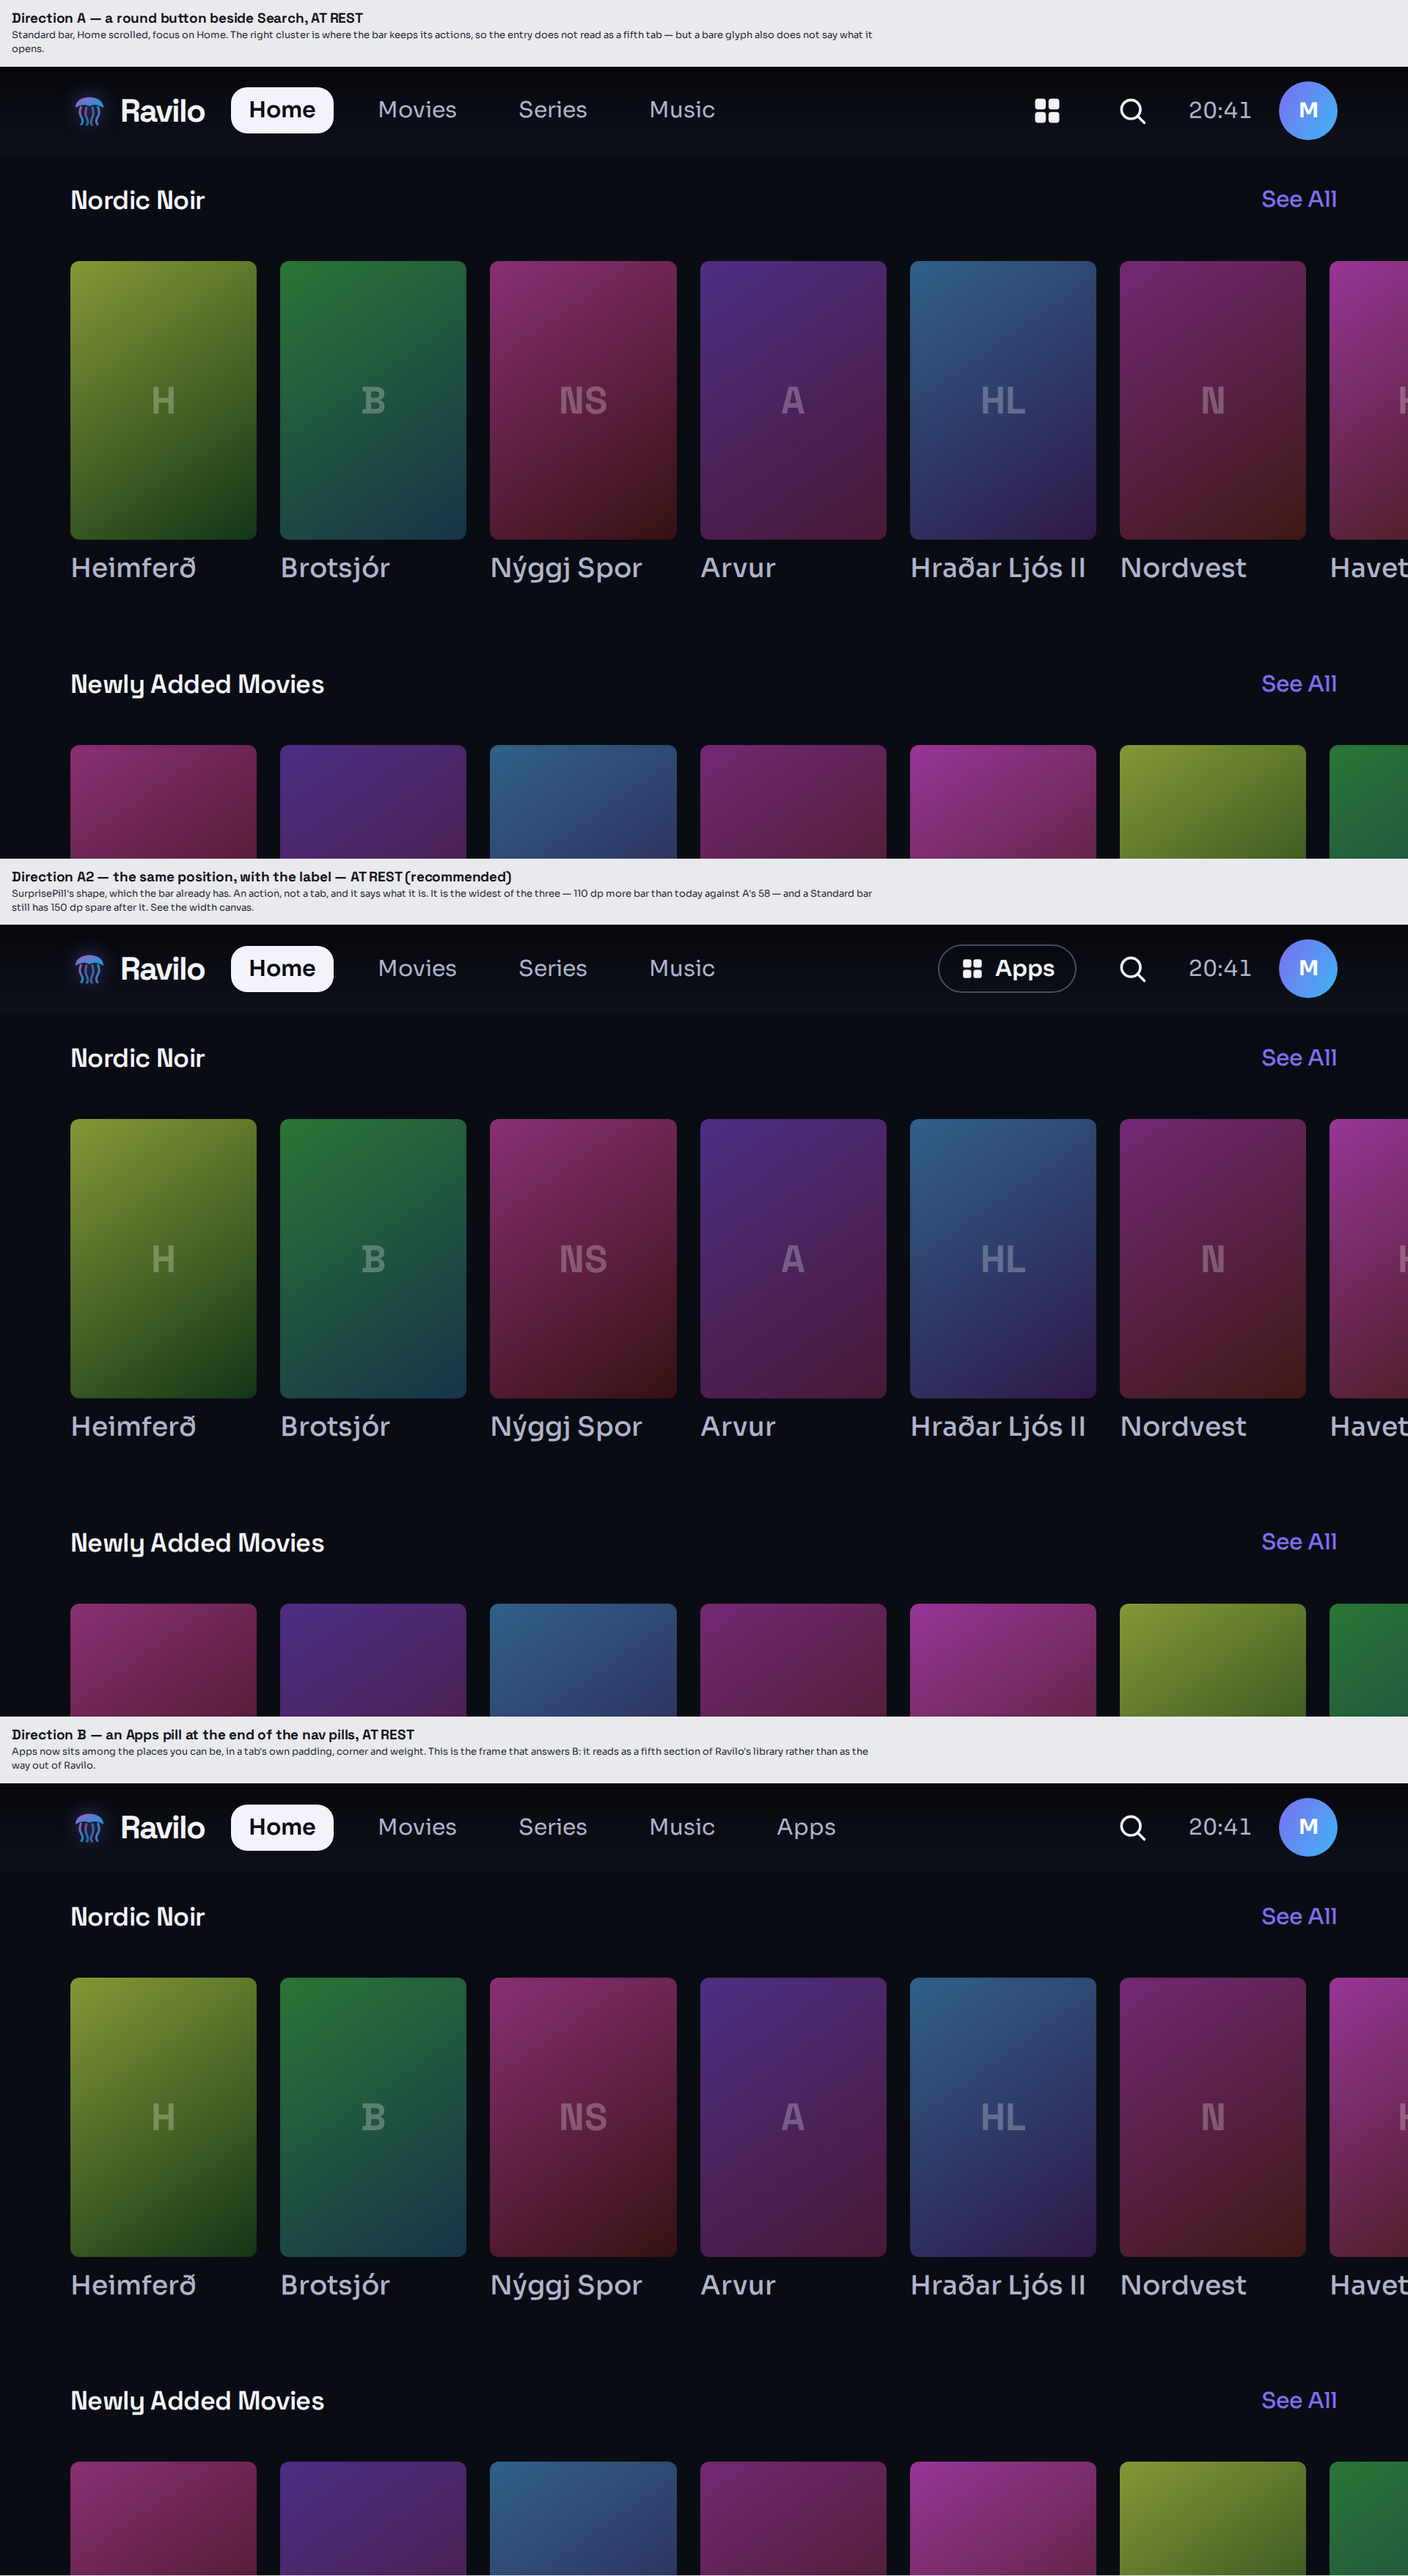 Direction A — a round button beside Search, AT REST
Standard bar, Home scrolled, focus on Home. The right cluster is where the bar keeps its actions, so the entry does not read as a fifth tab — but a bare glyph also does not say what it
opens.
Ravilo Home Movies Series Music 20:41 M
Nordic Noir See All
H B NS A HL N H
Heimferð Brotsjór Nýggj Spor Arvur Hraðar Ljós II Nordvest Havet
Newly Added Movies See All
Direction A2 — the same position, with the label — AT REST (recommended)
SurprisePill's shape, which the bar already has. An action, not a tab, and it says what it is. It is the widest of the three — 110 dp more bar than today against A's 58 — and a Standard bar
still has 150 dp spare after it. See the width canvas.
Ravilo Home Movies Series Music Apps 20:41 M
Nordic Noir See All
H B NS A HL N H
Heimferð Brotsjór Nýggj Spor Arvur Hraðar Ljós II Nordvest Havet
Newly Added Movies See All
Direction B — an Apps pill at the end of the nav pills, AT REST
Apps now sits among the places you can be, in a tab's own padding, corner and weight. This is the frame that answers B: it reads as a fifth section of Ravilo's library rather than as the
way out of Ravilo.
Ravilo Home Movies Series Music Apps 20:41 M
Nordic Noir See All
H B NS A HL N H
Heimferð Brotsjór Nýggj Spor Arvur Hraðar Ljós II Nordvest Havet
Newly Added Movies See All